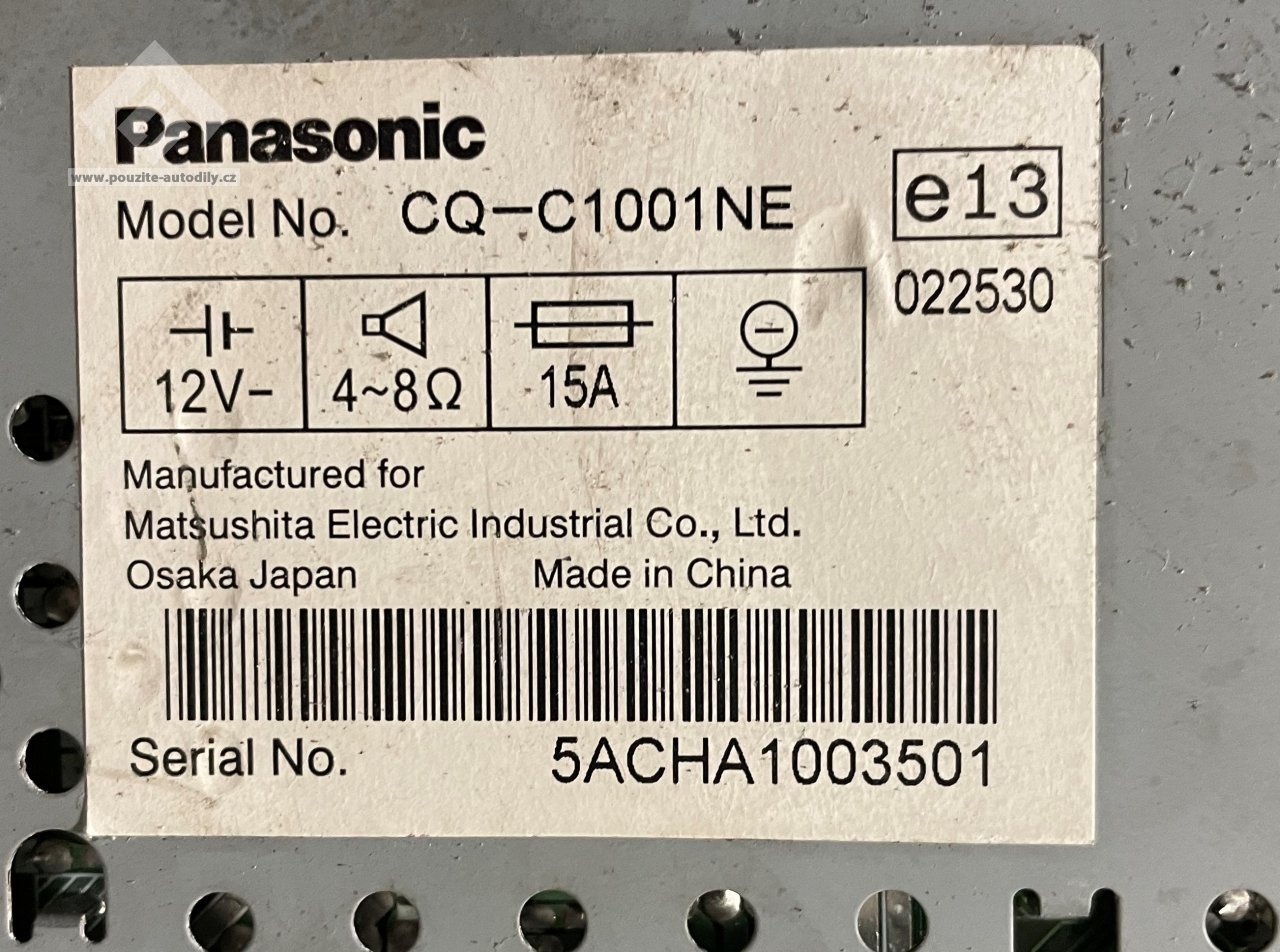 Panasonic
www.pouzite-autodily.cz
Model No. CQ-C1001NE
e13
022530
12V-
4~8Ω
15A
Manufactured for
Matsushita Electric Industrial Co., Ltd.
Osaka Japan Made in China
Serial No. 5ACHA1003501